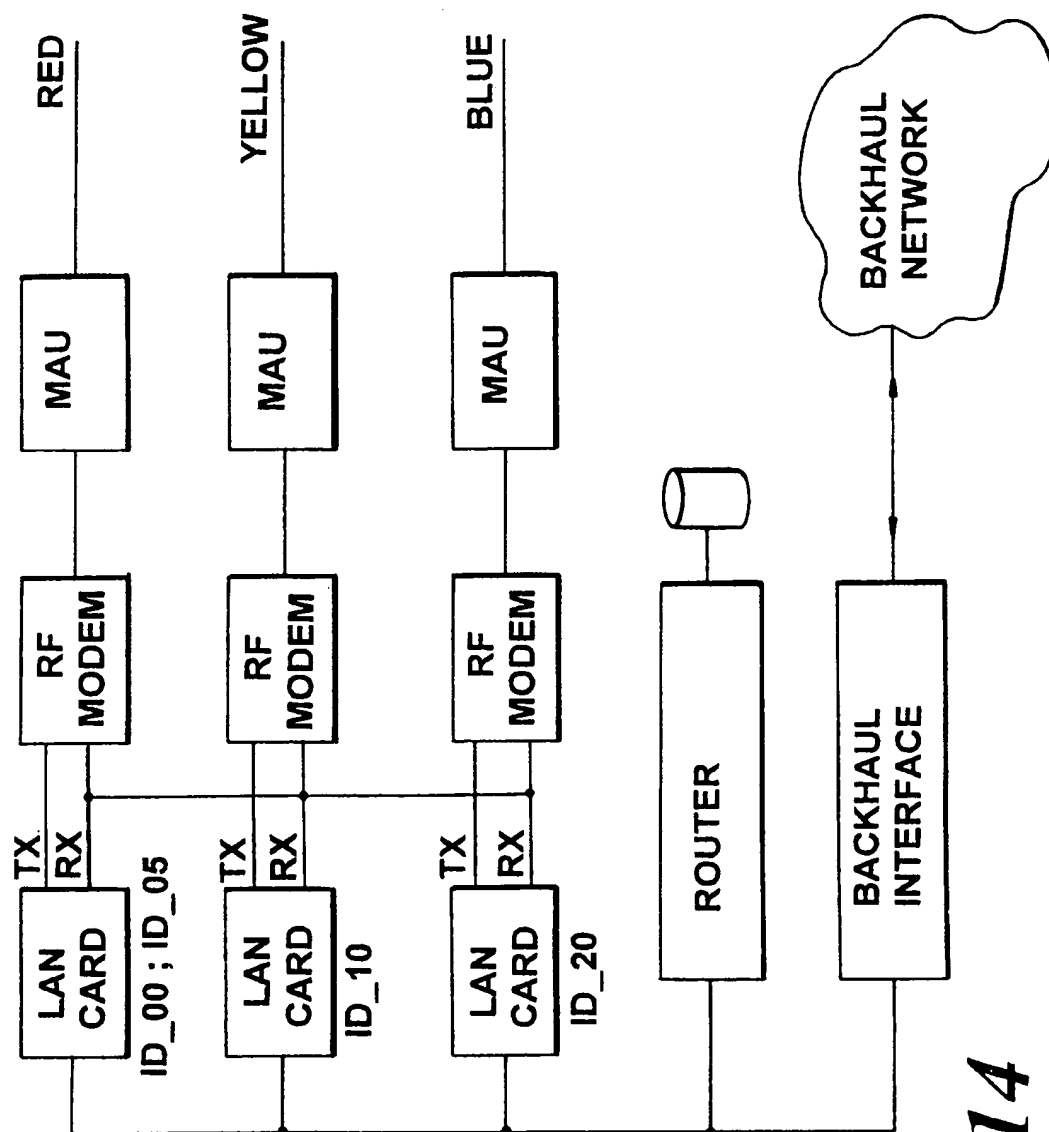 LAN
CARD
ID_00 ; ID_05
TX
RX
RF
MODEM
MAU
RED
LAN
CARD
ID_10
TX
RX
RF
MODEM
MAU
YELLOW
LAN
CARD
ID_20
TX
RX
RF
MODEM
MAU
BLUE
ROUTER
BACKHAUL
INTERFACE
BACKHAUL
NETWORK
14